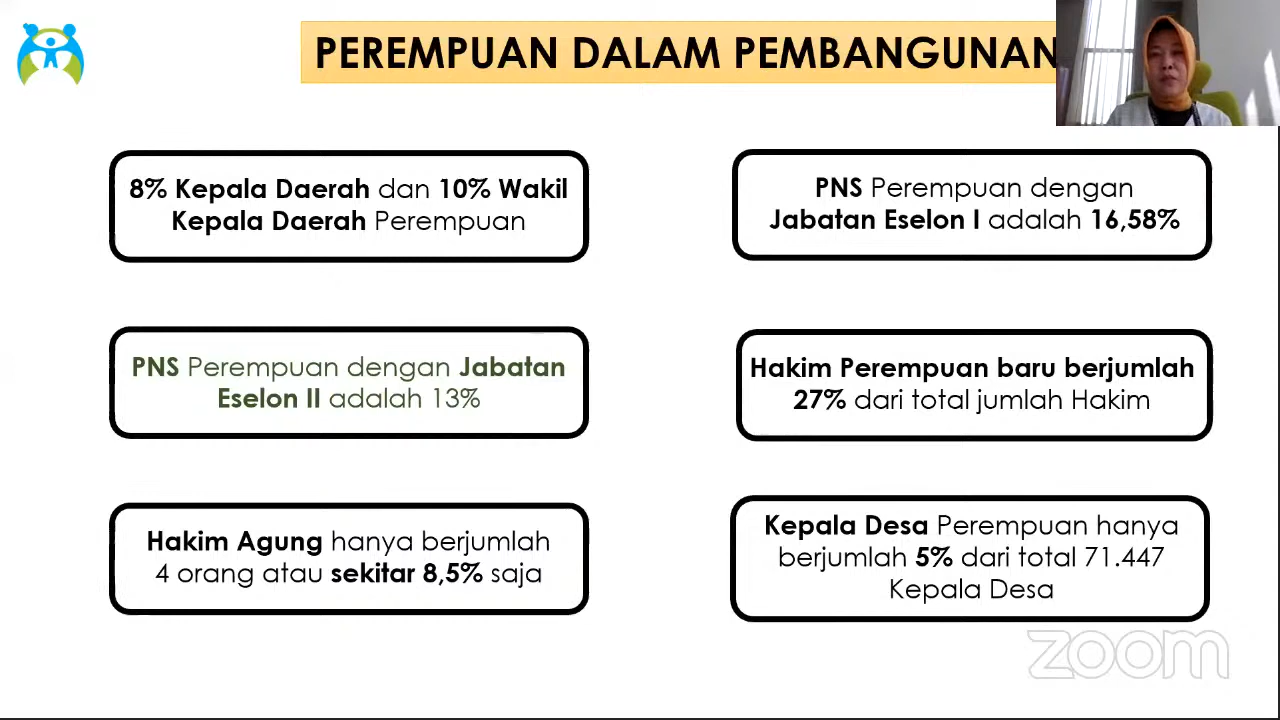 PEREMPUAN DALAM PEMBANGUNAN
8% Kepala Daerah dan 10% Wakil
Kepala Daerah Perempuan
PNS Perempuan dengan
Jabatan Eselon I adalah 16,58%
PNS Perempuan dengan Jabatan
Eselon II adalah 13%
Hakim Perempuan baru berjumlah
27% dari total jumlah Hakim
Hakim Agung hanya berjumlah
4 orang atau sekitar 8,5% saja
Kepala Desa Perempuan hanya
berjumlah 5% dari total 71.447
Kepala Desa
zoom